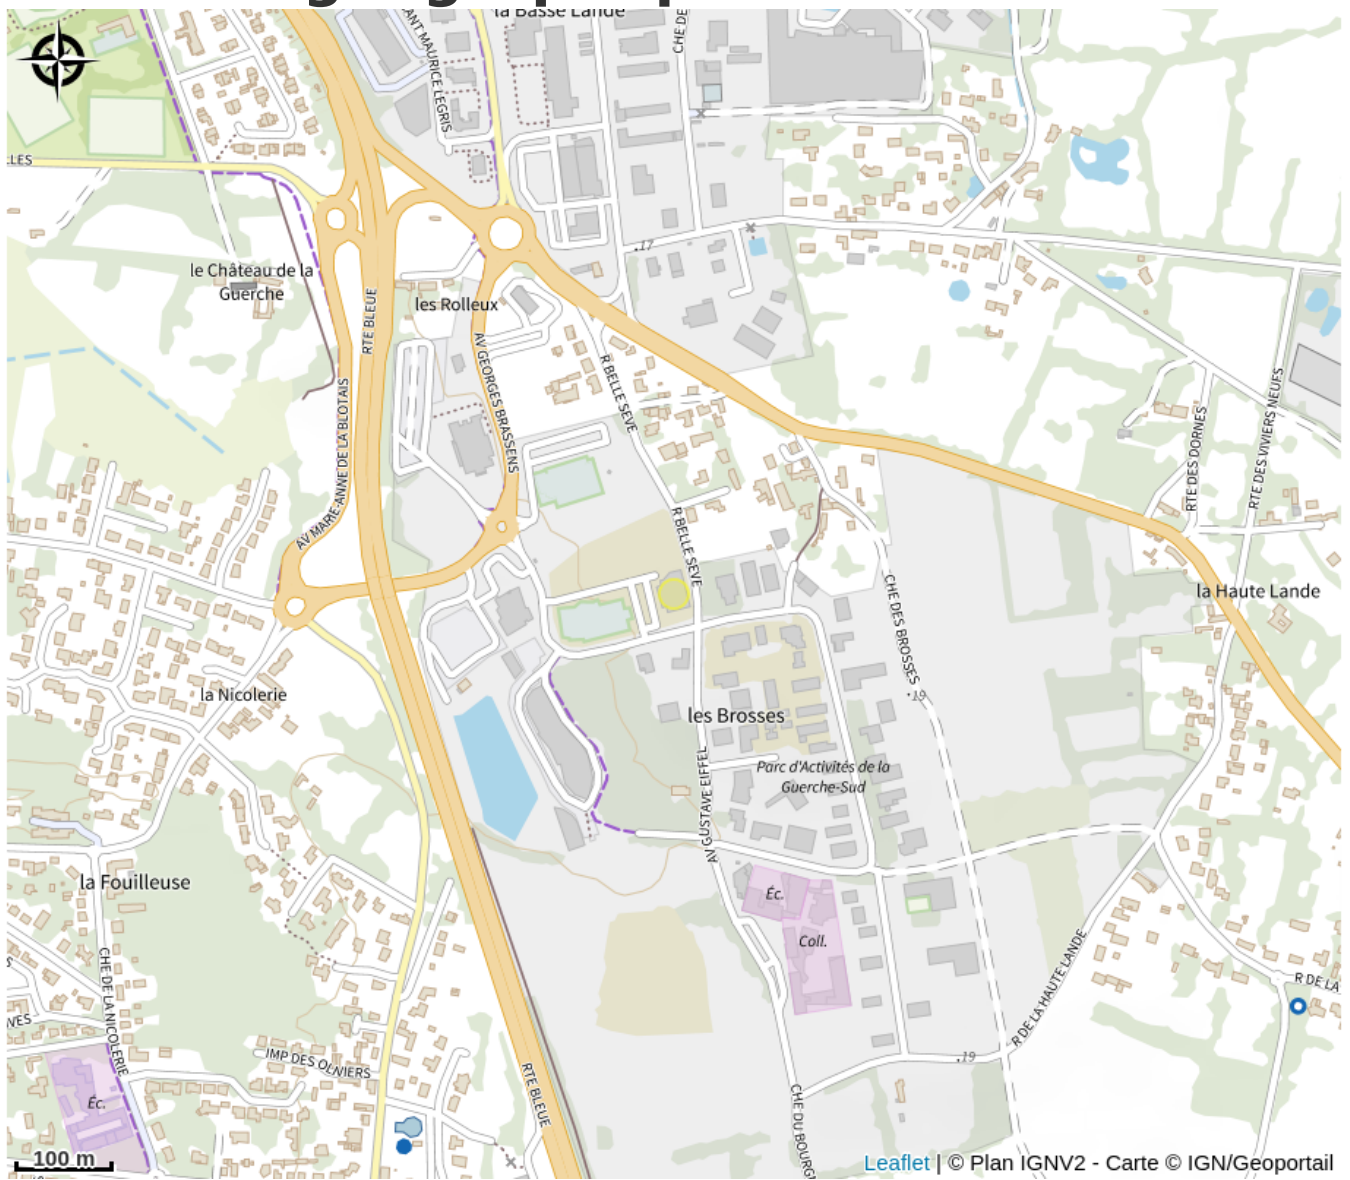 la Basse Lande
ANT MAURICE LEGRIS
CHE DE
LLES
17
le Château de la
Guerche
les Rolleux
RTE BLEUE
AV GEORGES BRASSENS
R BELLE SEVE
AV MARIE-ANNE DE LA BLOTAIS
RTE DES DORNES
RTE DES VIVIERS NEUFS
R BELLE SEVE
CHE DES BROSSES
la Haute Lande
la Nicolerie
19
les Brosses
Parc d'Activités de la
Guerche-Sud
AV GUSTAVE EIFFEL
la Fouilleuse
Éc.
Coll.
CHE DE LA NICOLERIE
R DE LA HAUTE LANDE
R DE LA
VES
IMP DES OLIVIERS
19
RTE BLEUE
Éc.
CHE DU BOURG
100 m
Leaflet | © Plan IGNV2 - Carte © IGN/Geoportail